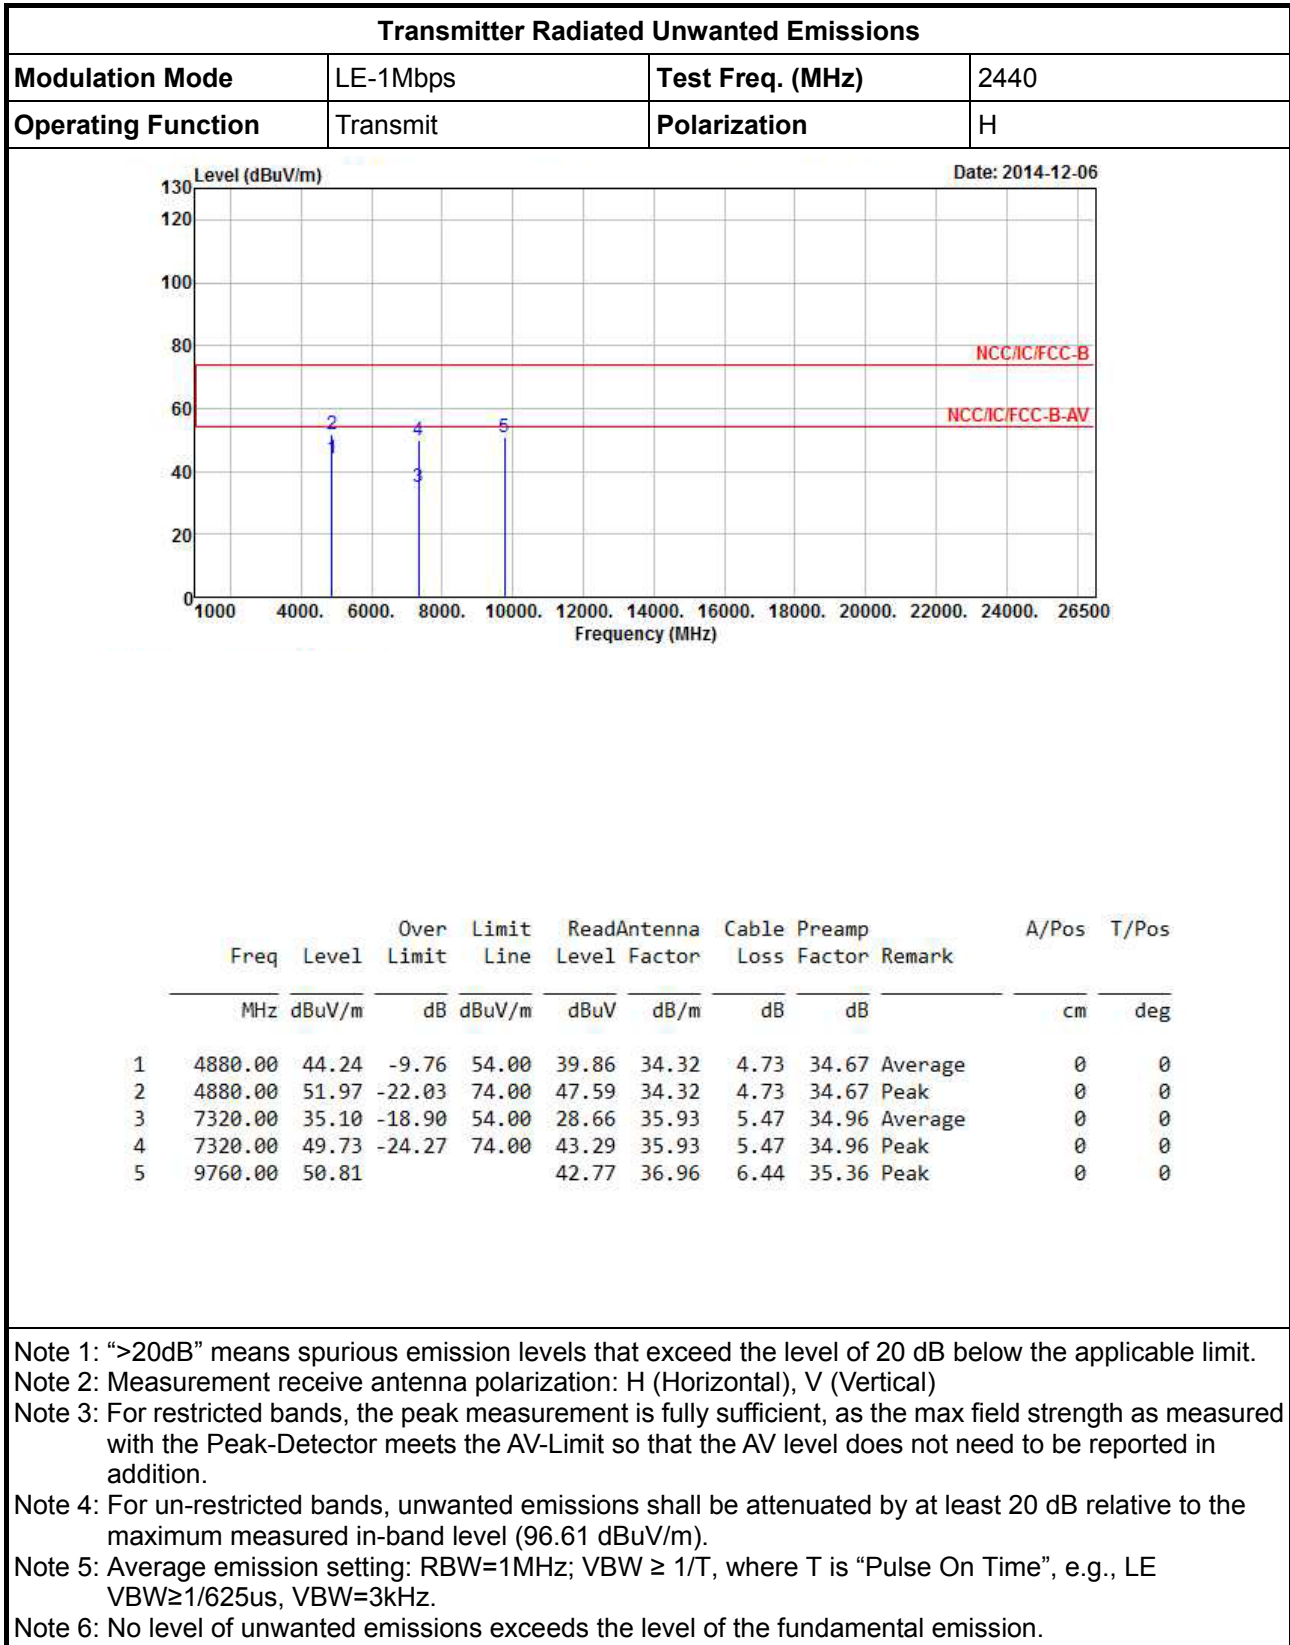 Transmitter Radiated Unwanted Emissions
Modulation Mode LE-1Mbps Test Freq. (MHz) 2440
Operating Function Transmit Polarization H
Level (dBuV/m) Date: 2014-12-06
130
120
100
80
NCC/IC/FCC-B
60
NCC/IC/FCC-B-AV
2 4 5
1
40
3
20
0
1000 4000. 6000. 8000. 10000. 12000. 14000. 16000. 18000. 20000. 22000. 24000. 26500
Frequency (MHz)
Over Limit ReadAntenna Cable Preamp A/Pos T/Pos
Freq Level Limit Line Level Factor Loss Factor Remark
MHz dBuV/m dB dBuV/m dBuV dB/m dB dB cm deg
1 4880.00 44.24 -9.76 54.00 39.86 34.32 4.73 34.67 Average 0 0
2 4880.00 51.97 -22.03 74.00 47.59 34.32 4.73 34.67 Peak 0 0
3 7320.00 35.10 -18.90 54.00 28.66 35.93 5.47 34.96 Average 0 0
4 7320.00 49.73 -24.27 74.00 43.29 35.93 5.47 34.96 Peak 0 0
5 9760.00 50.81 42.77 36.96 6.44 35.36 Peak 0 0
Note 1: “>20dB” means spurious emission levels that exceed the level of 20 dB below the applicable limit.
Note 2: Measurement receive antenna polarization: H (Horizontal), V (Vertical)
Note 3: For restricted bands, the peak measurement is fully sufficient, as the max field strength as measured
with the Peak-Detector meets the AV-Limit so that the AV level does not need to be reported in
addition.
Note 4: For un-restricted bands, unwanted emissions shall be attenuated by at least 20 dB relative to the
maximum measured in-band level (96.61 dBuV/m).
Note 5: Average emission setting: RBW=1MHz; VBW ≥ 1/T, where T is “Pulse On Time”, e.g., LE
VBW≥1/625us, VBW=3kHz.
Note 6: No level of unwanted emissions exceeds the level of the fundamental emission.